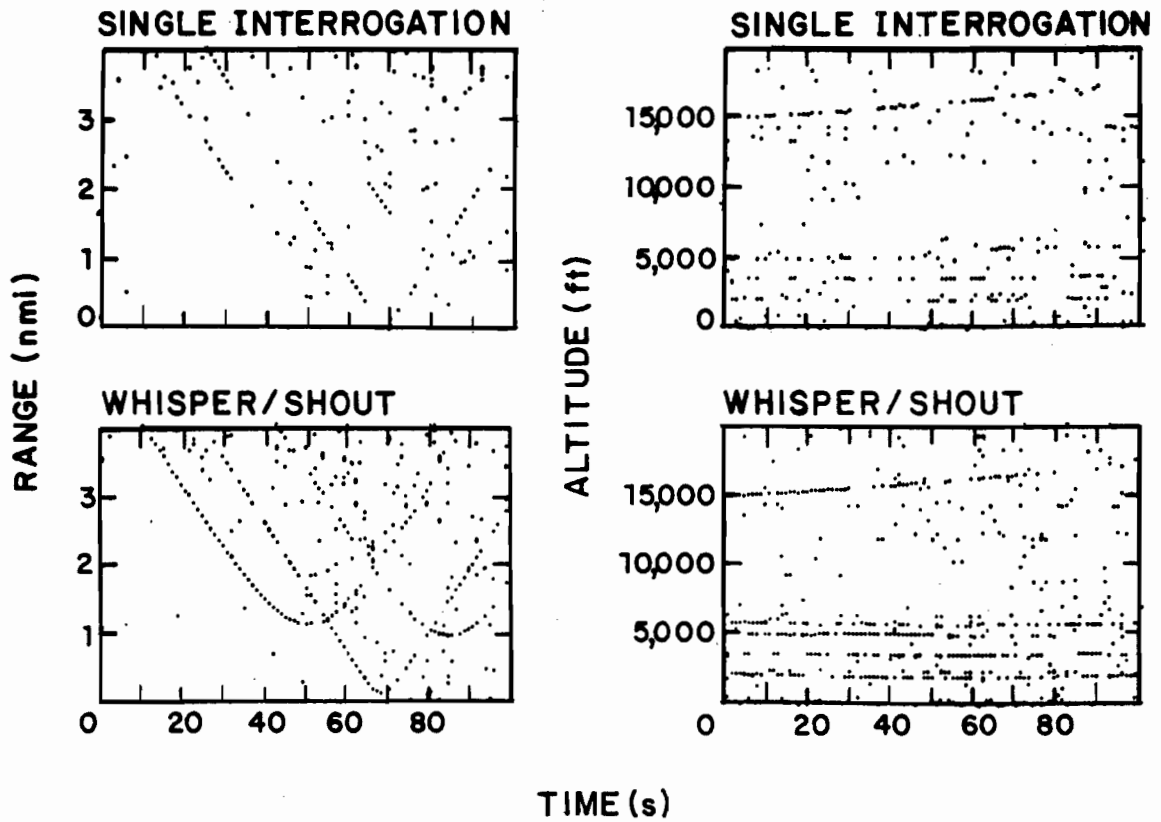 SINGLE INTERROGATION
SINGLE INTERROGATION
3
2
1
0
15,000
10,000
5,000
0
RANGE (nmi)
ALTITUDE (ft)
WHISPER/SHOUT
WHISPER/SHOUT
3
2
1
15,000
10,000
5,000
0 20 40 60 80
0 20 40 60 80
TIME (s)